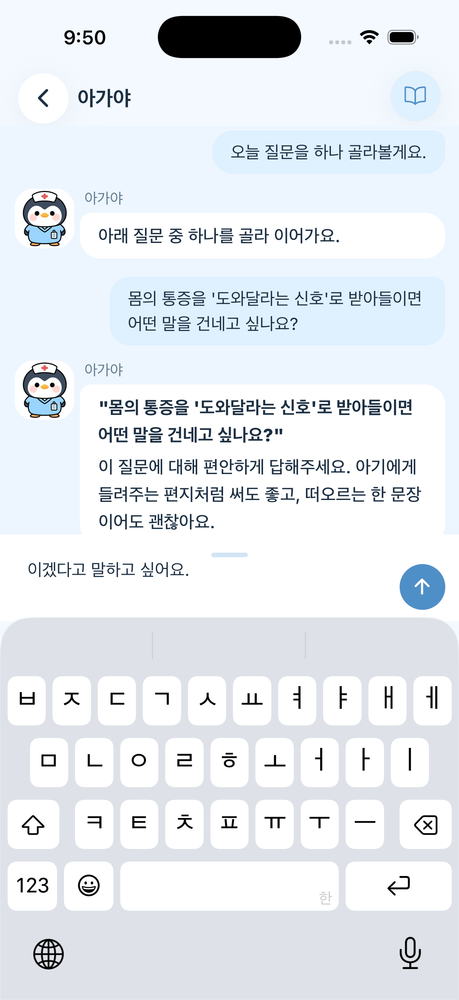 9:50
아가야
오늘 질문을 하나 골라볼게요.
아가야
아래 질문 중 하나를 골라 이어가요.
몸의 통증을 '도와달라는 신호'로 받아들이면
어떤 말을 건네고 싶나요?
아가야
"몸의 통증을 '도와달라는 신호'로 받아들이면
어떤 말을 건네고 싶나요?"
이 질문에 대해 편안하게 답해주세요. 아기에게
들려주는 편지처럼 써도 좋고, 떠오르는 한 문장
이어도 괜찮아요.
이겠다고 말하고 싶어요.
ㅂ ㅈ ㄷ ㄱ ㅅ ㅛ ㅕ ㅑ ㅐ ㅔ
ㅁ ㄴ ㅇ ㄹ ㅎ ㅗ ㅓ ㅏ ㅣ
ㅋ ㅌ ㅊ ㅍ ㅠ ㅜ ㅡ
123 한